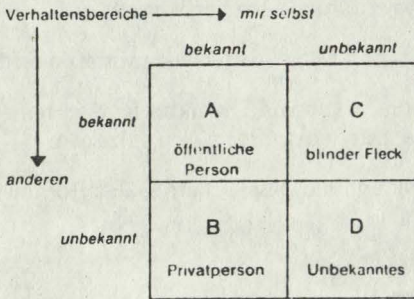 Verhaltensbereiche mir selbst
bekannt unbekannt
bekannt A C
öffentliche blinder Fleck
Person
anderen
unbekannt B D
Privatperson Unbekanntes